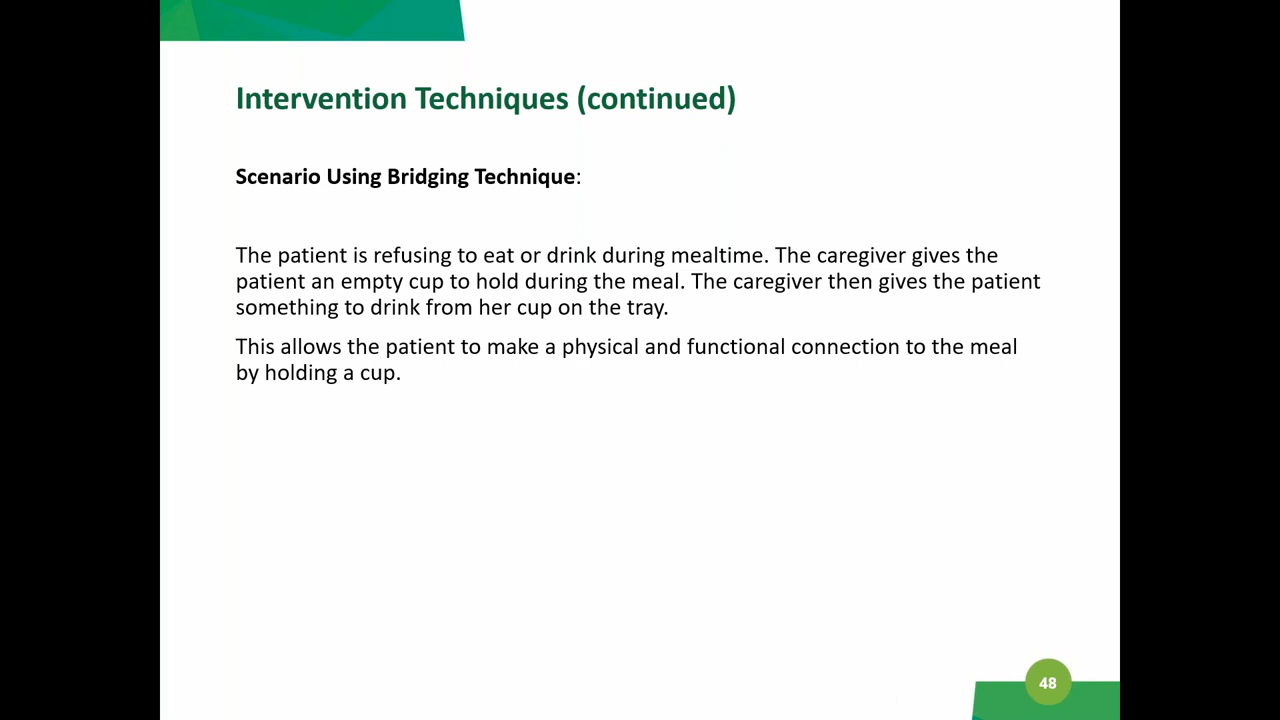 Intervention Techniques (continued)
Scenario Using Bridging Technique:
The patient is refusing to eat or drink during mealtime. The caregiver gives the
patient an empty cup to hold during the meal. The caregiver then gives the patient
something to drink from her cup on the tray.
This allows the patient to make a physical and functional connection to the meal
by holding a cup.
48